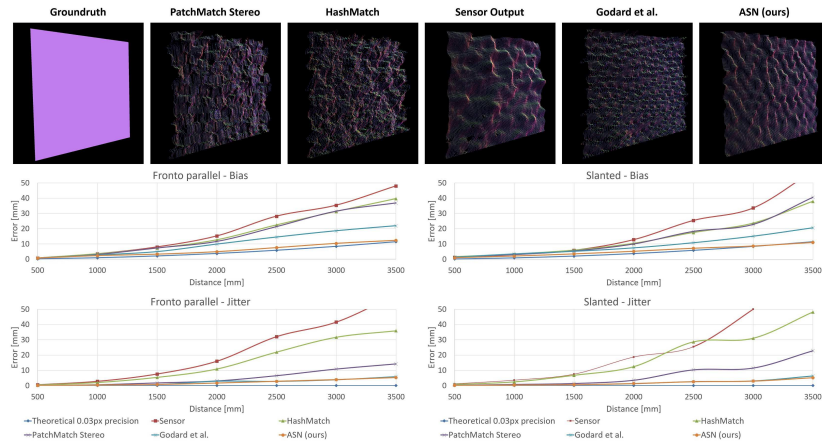 Groundtruth PatchMatch Stereo HashMatch Sensor Output Godard et al. ASN (ours)
Fronto parallel - Bias
Error [mm]
50
40
30
20
10
0
500 1000 1500 2000 2500 3000 3500
Distance [mm]
Slanted - Bias
Error [mm]
50
40
30
20
10
0
500 1000 1500 2000 2500 3000 3500
Distance [mm]
Fronto parallel - Jitter
Error [mm]
50
40
30
20
10
0
500 1000 1500 2000 2500 3000 3500
Distance [mm]
Theoretical 0.03px precision Sensor HashMatch
PatchMatch Stereo Godard et al. ASN (ours)
Slanted - Jitter
Error [mm]
50
40
30
20
10
0
500 1000 1500 2000 2500 3000 3500
Distance [mm]
Theoretical 0.03px precision Sensor HashMatch
PatchMatch Stereo Godard et al. ASN (ours)